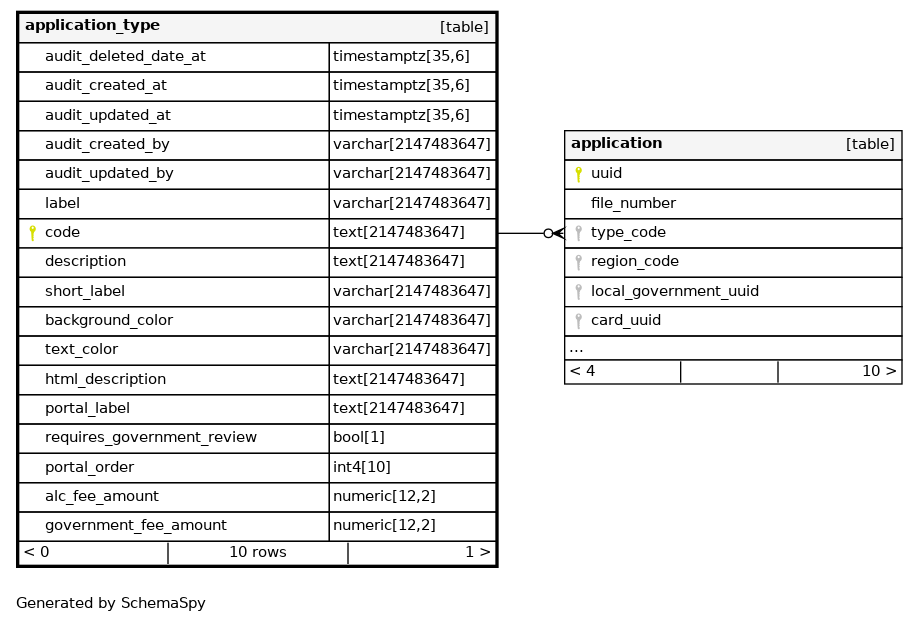 application_type [table]
audit_deleted_date_at timestamptz[35,6]
audit_created_at timestamptz[35,6]
audit_updated_at timestamptz[35,6]
audit_created_by varchar[2147483647]
audit_updated_by varchar[2147483647]
label varchar[2147483647]
code text[2147483647]
description text[2147483647]
short_label varchar[2147483647]
background_color varchar[2147483647]
text_color varchar[2147483647]
html_description text[2147483647]
portal_label text[2147483647]
requires_government_review bool[1]
portal_order int4[10]
alc_fee_amount numeric[12,2]
government_fee_amount numeric[12,2]
< 0 10 rows 1 >
application [table]
uuid
file_number
type_code
region_code
local_government_uuid
card_uuid
...
< 4 10 >
Generated by SchemaSpy